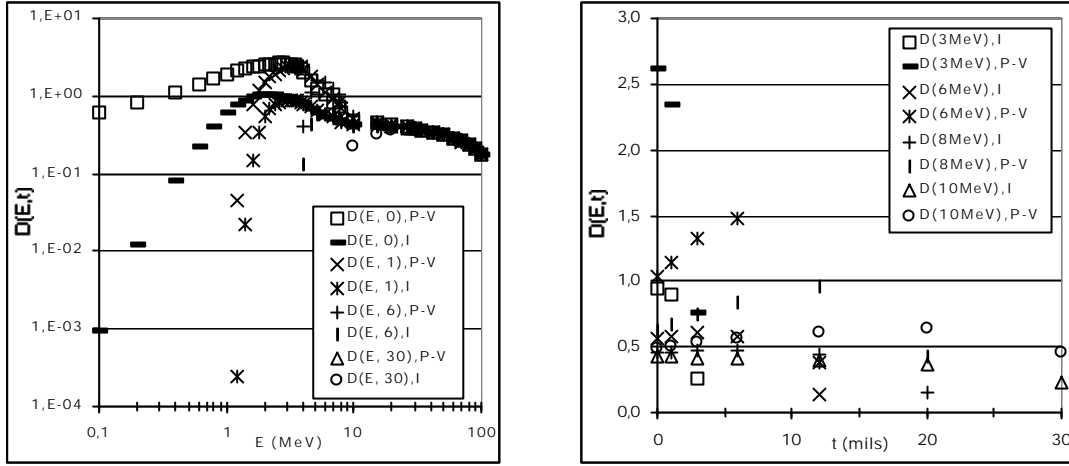 1,E+01
1,E+00
1,E-01
1,E-02
1,E-03
1,E-04
D(E,t)
D(E, 0),P-V
D(E, 0),I
D(E, 1),P-V
D(E, 1),I
D(E, 6),P-V
D(E, 6),I
D(E, 30),P-V
D(E, 30),I
0,1
1
10
100
E (MeV)
3,0
2,5
2,0
1,5
1,0
0,5
0,0
D(E,t)
D(3MeV),I
D(3MeV),P-V
D(6MeV),I
D(6MeV),P-V
D(8MeV),I
D(8MeV),P-V
D(10MeV),I
D(10MeV),P-V
0
10
20
30
t (mils)